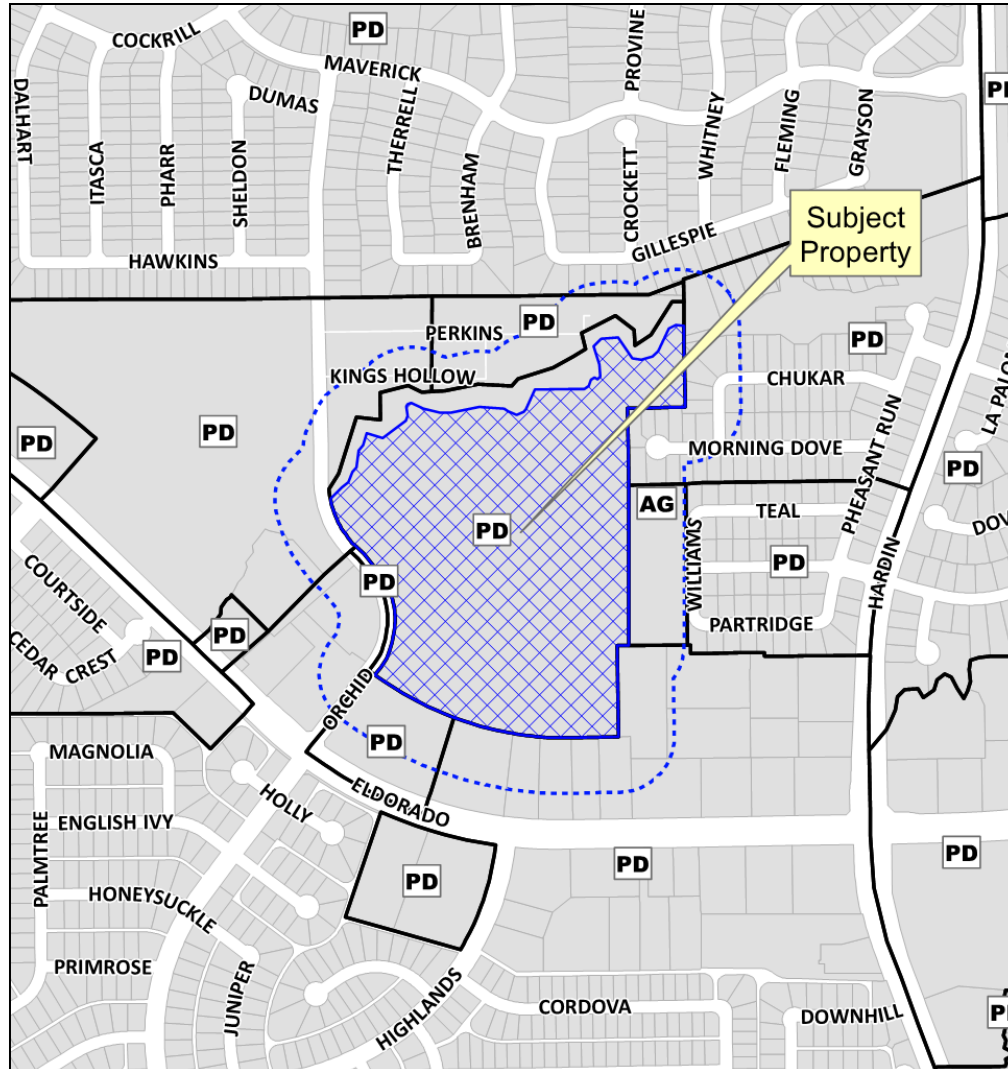 COCKRILL
PD
MAVERICK
PROVINE
DALHART
DUMAS
ITASCA
PHARR
SHELDON
THERRELL
BRENHAM
CROCKETT
WHITNEY
FLEMING
GRAYSON
HAWKINS
GILLESPIE
Subject
Property
PERKINS
PD
KINGS HOLLOW
PD
CHUKAR
LA PALO
PD
PD
MORNING DOVE
PHEASANT RUN
PD
AG
TEAL
DOV
PD
WILLIAMS
PD
HARDIN
PD
COURTSIDE
CEDAR CREST
PD
PD
PARTRIDGE
ORCHID
PD
MAGNOLIA
HOLLY
ELDORADO
PALMTREE
ENGLISH IVY
PD
PD
PD
HONEYSUCKLE
PRIMROSE
JUNIPER
HIGHLANDS
CORDOVA
DOWNHILL